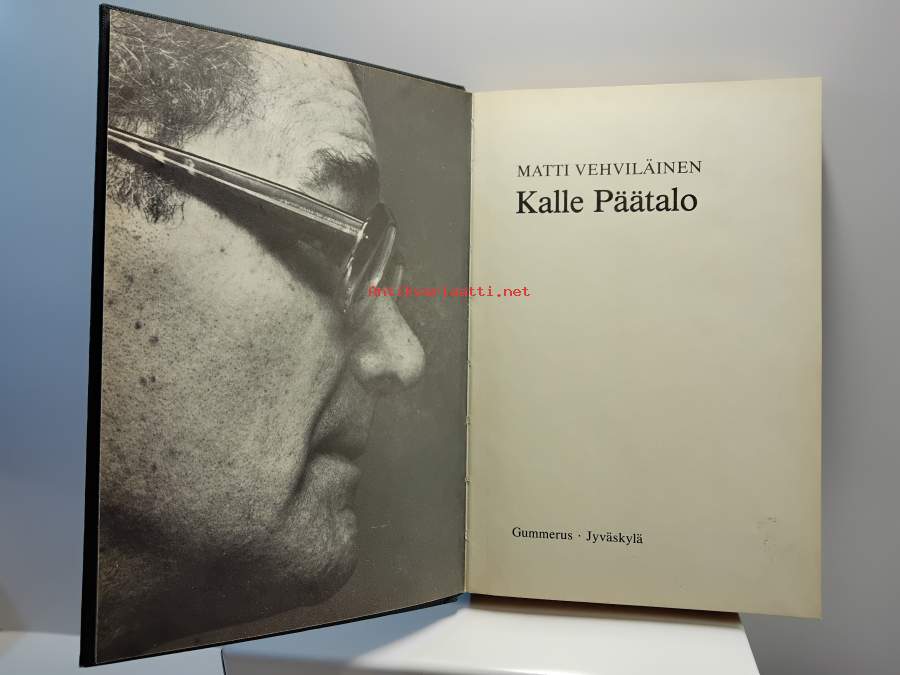 MATTI VEHVILÄINEN
Kalle Päätalo
Antikvariaatti.net
Gummerus · Jyväskylä